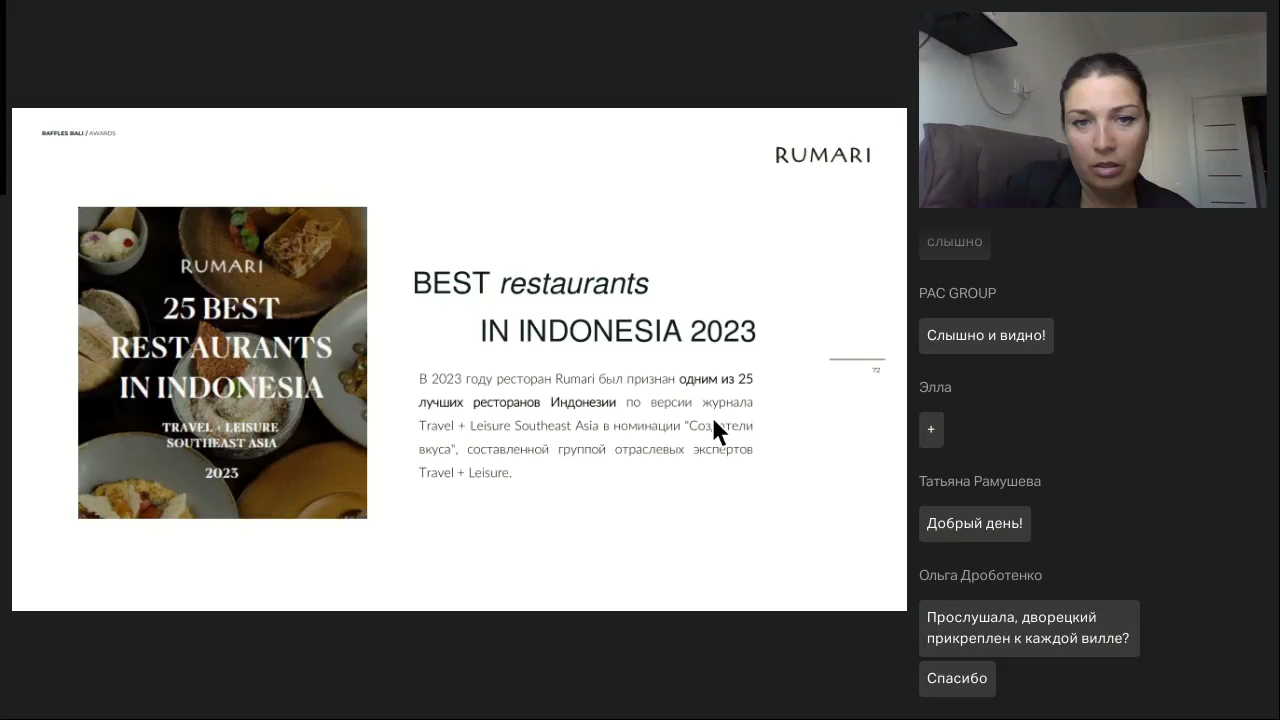 RAFFLES BALI / AWARDS
RUMARI
RUMARI
25 BEST
RESTAURANTS
IN INDONESIA
TRAVEL + LEISURE
SOUTHEAST ASIA
2023
BEST restaurants
IN INDONESIA 2023
В 2023 году ресторан Rumari был признан одним из 25
лучших ресторанов Индонезии по версии журнала
Travel + Leisure Southeast Asia в номинации "Создатели
вкуса", составленной группой отраслевых экспертов
Travel + Leisure.
72
слышно
PAC GROUP
Слышно и видно!
Элла
+
Татьяна Рамушева
Добрый день!
Ольга Дроботенко
Прослушала, дворецкий
прикреплен к каждой вилле?
Спасибо